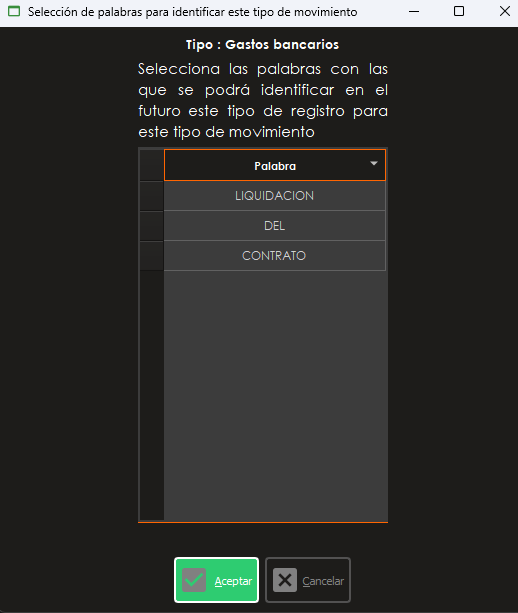 Selección de palabras para identificar este tipo de movimiento
Tipo : Gastos bancarios
Selecciona las palabras con las
que se podrá identificar en el
futuro este tipo de registro para
este tipo de movimiento
Palabra
LIQUIDACION
DEL
CONTRATO
Aceptar
Cancelar